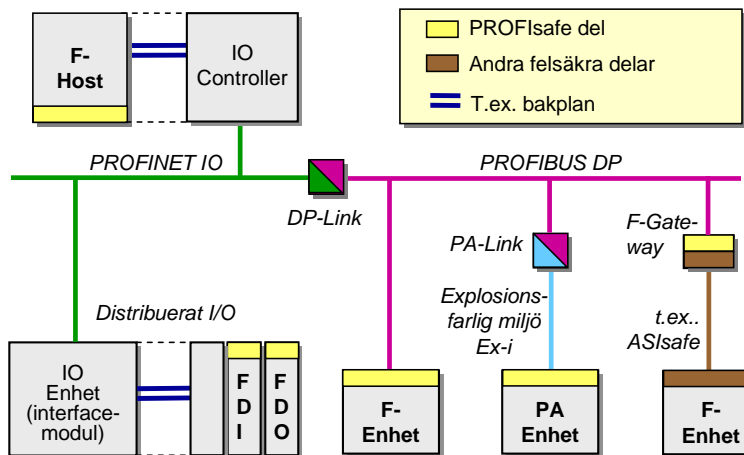 F-
Host
IO
Controller
PROFIsafe del
Andra felsäkra delar
T.ex. bakplan
PROFINET IO
PROFIBUS DP
DP-Link
PA-Link
F-Gate-
way
Distribuerat I/O
Explosions-
farlig miljö
Ex-i
t.ex..
ASIsafe
IO
Enhet
(interface-
modul)
F
D
I
F
D
O
F-
Enhet
PA
Enhet
F-
Enhet